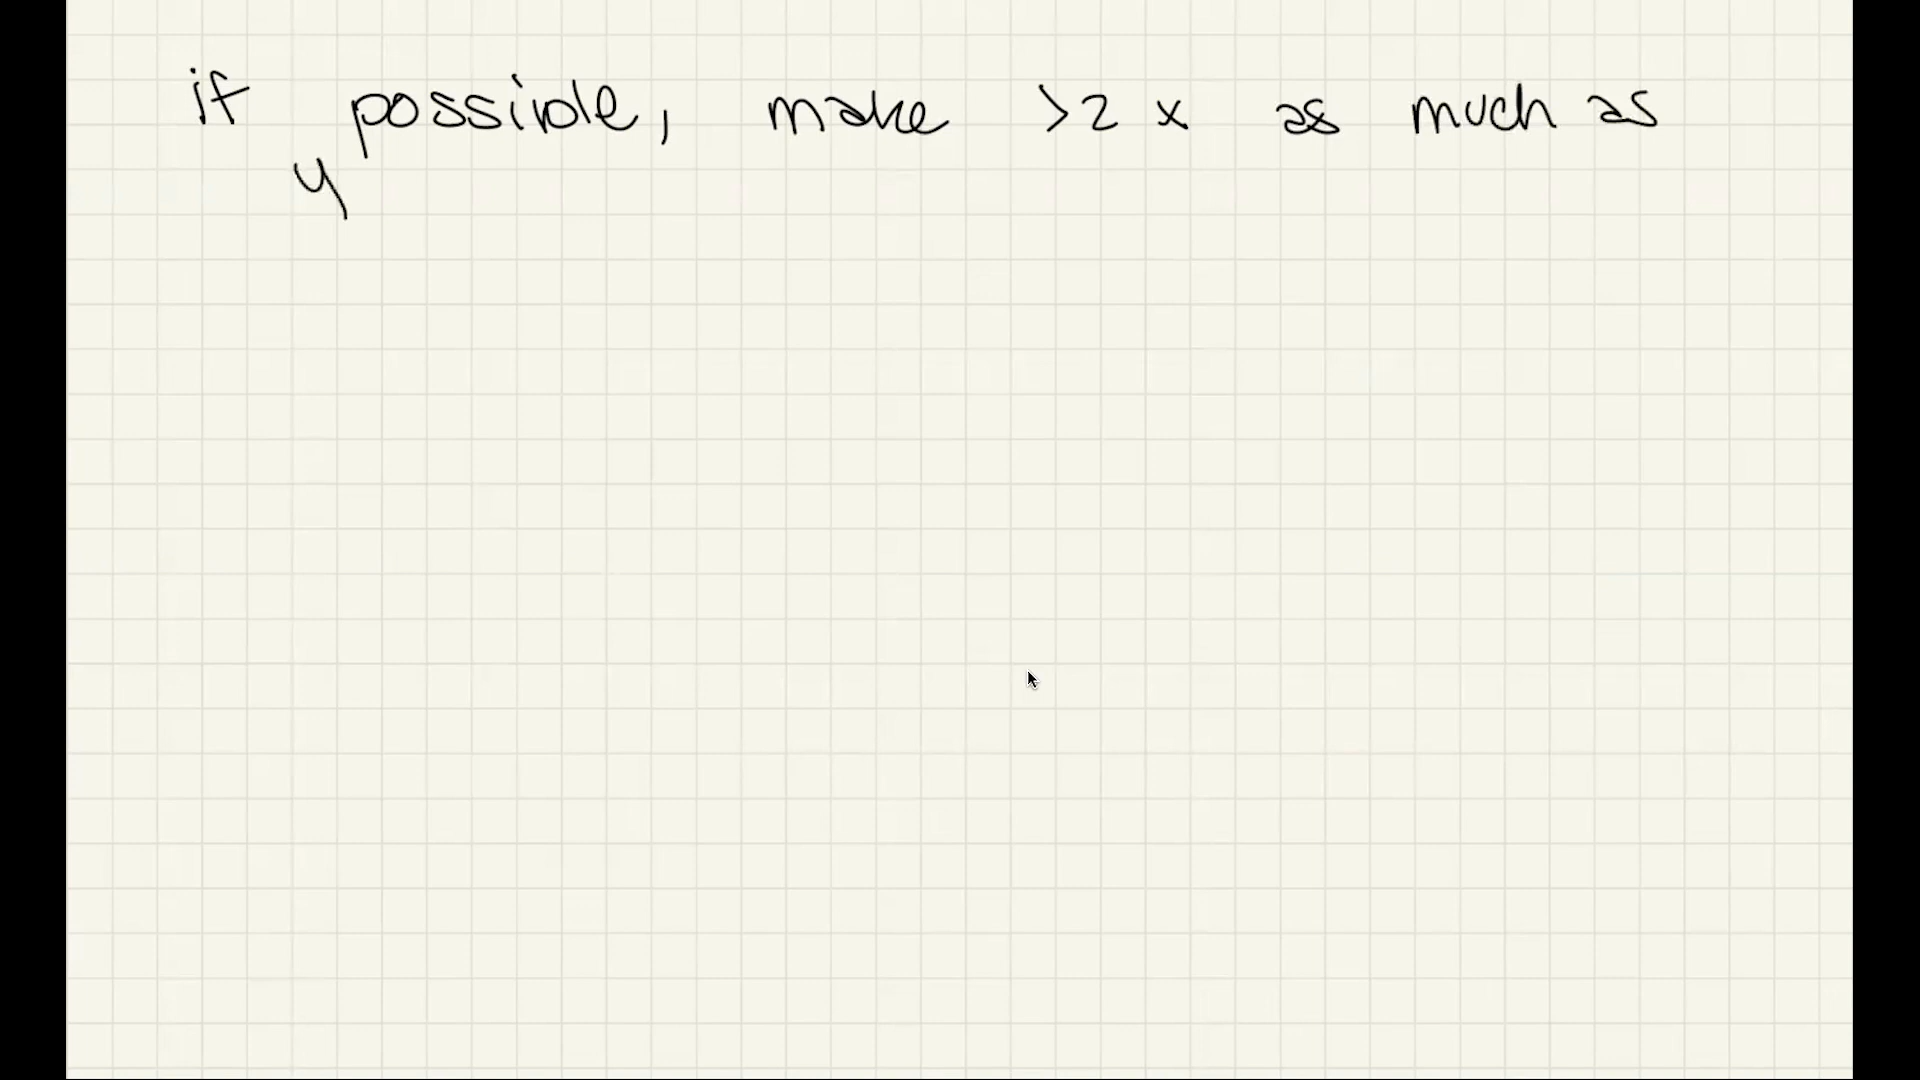 if possible, make >2 x as much as
y